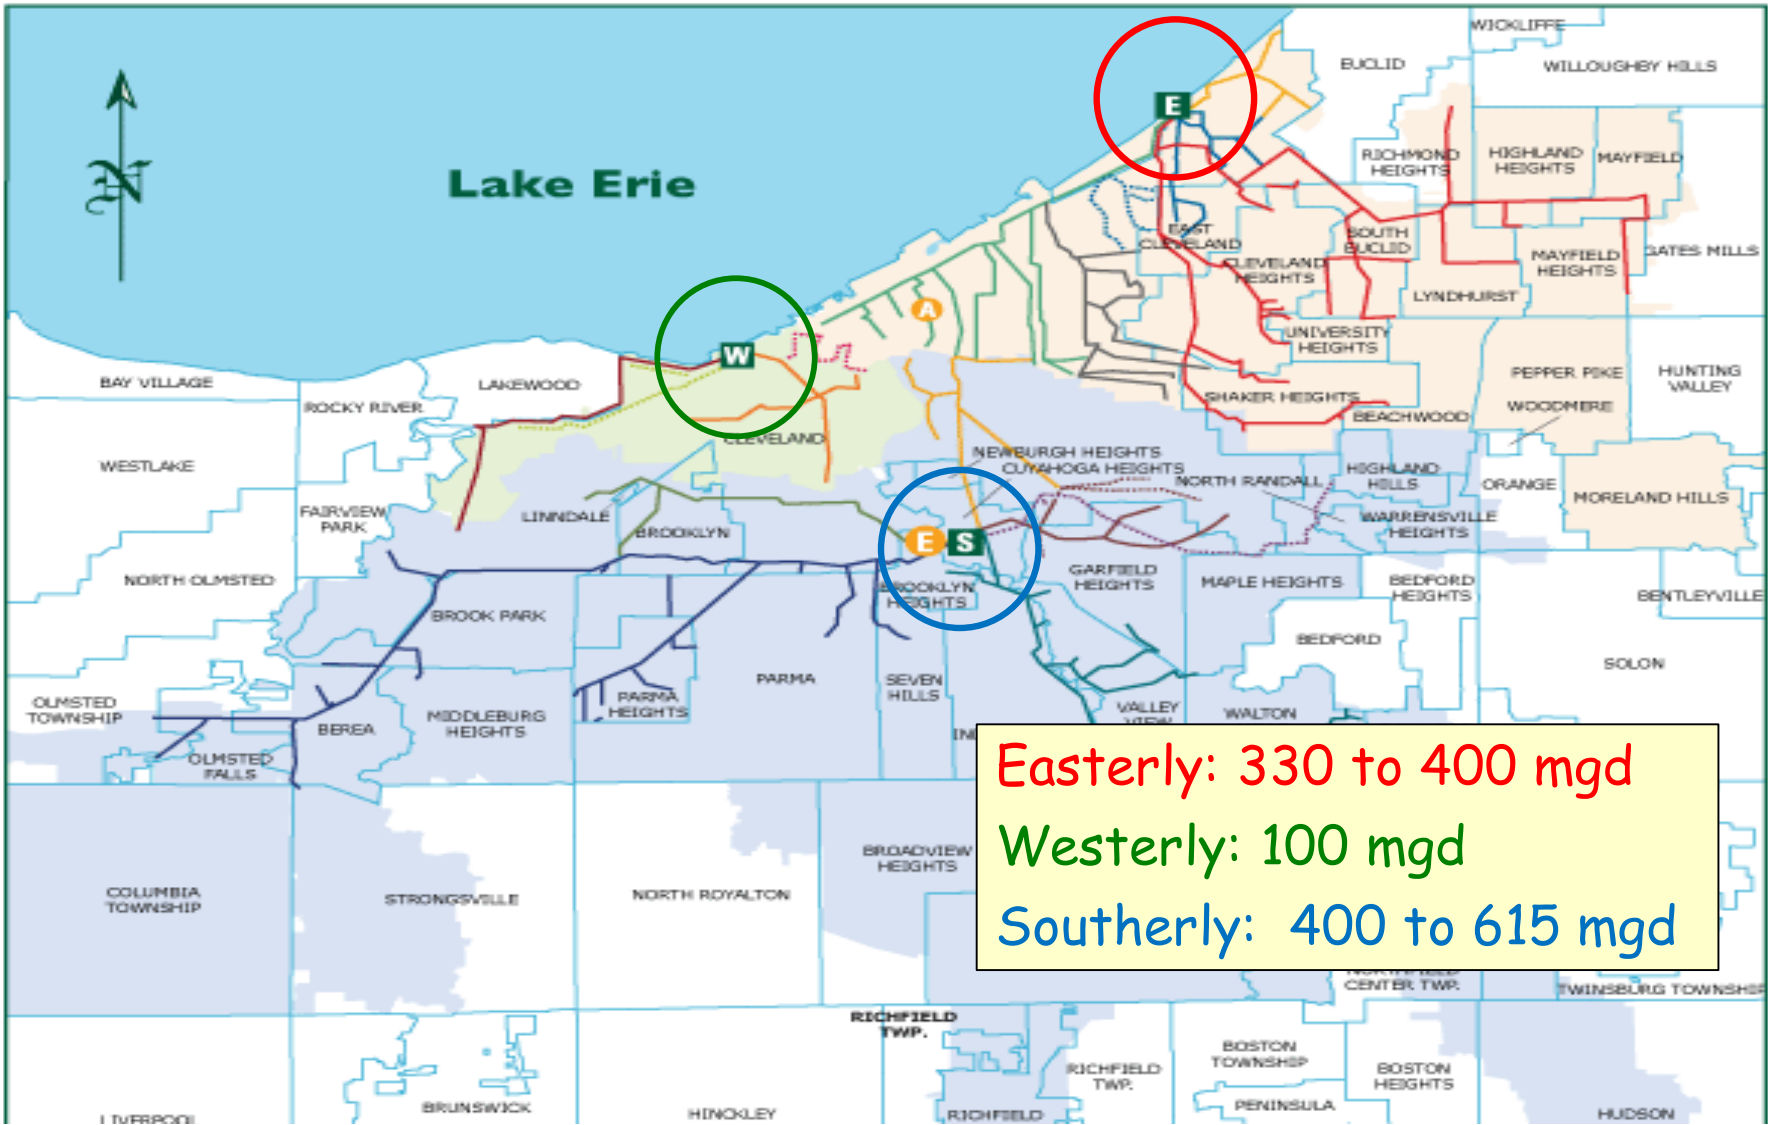 WICKLIFFE
EUCLID
WILLOUGHBY HILLS
E
RICHMOND
HEIGHTS
HIGHLAND
HEIGHTS
MAYFIELD
N
Lake Erie
EAST
CLEVELAND
SOUTH
EUCLID
CLEVELAND
HEIGHTS
MAYFIELD
HEIGHTS
GATES MILLS
LYNDHURST
A
UNIVERSITY
HEIGHTS
W
BAY VILLAGE
LAKEWOOD
ROCKY RIVER
PEPPER PIKE
HUNTING
VALLEY
SHAKER HEIGHTS
WOODMERE
BEACHWOOD
CLEVELAND
NEWBURGH HEIGHTS
CUYAHOGA HEIGHTS
NORTH RANDALL
HIGHLAND
HILLS
ORANGE
MORELAND HILLS
WESTLAKE
FAIRVIEW
PARK
LINNDALE
BROOKLYN
WARRENSVILLE
HEIGHTS
E
S
NORTH OLMSTED
BROOK PARK
BROOKLYN
HEIGHTS
GARFIELD
HEIGHTS
MAPLE HEIGHTS
BEDFORD
HEIGHTS
BENTLEYVILLE
BEDFORD
SOLON
OLMSTED
TOWNSHIP
BEREA
MIDDLEBURG
HEIGHTS
PARMA
HEIGHTS
PARMA
SEVEN
HILLS
VALLEY
VIEW
WALTON
OLMSTED
FALLS
IN
Easterly: 330 to 400 mgd
Westerly: 100 mgd
Southerly: 400 to 615 mgd
COLUMBIA
TOWNSHIP
STRONGSVILLE
NORTH ROYALTON
BROADVIEW
HEIGHTS
NORTHFIELD
CENTER TWP.
TWINSBURG TOWNSHIP
RICHFIELD
TWP.
RICHFIELD
TWP.
BOSTON
TOWNSHIP
BOSTON
HEIGHTS
PENINSULA
LIVERPOOL
BRUNSWICK
HINCKLEY
RICHFIELD
HUDSON